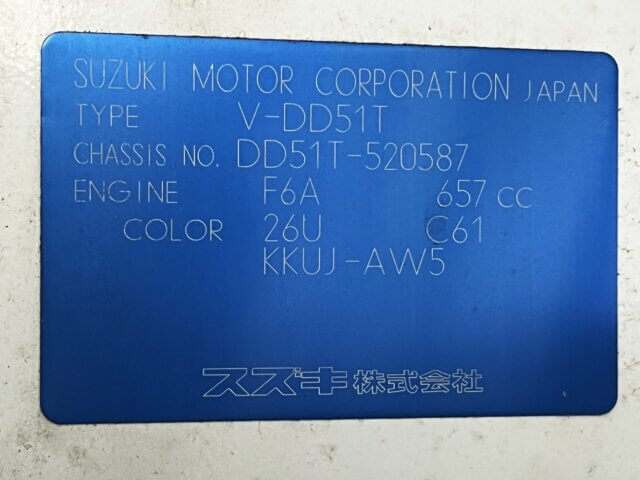 SUZUKI MOTOR CORPORATION JAPAN
TYPE V-DD51T
CHASSIS NO. DD51T-520587
ENGINE F6A 657 cc
COLOR 26U C61
KKUJ-AW5
スズキ株式会社